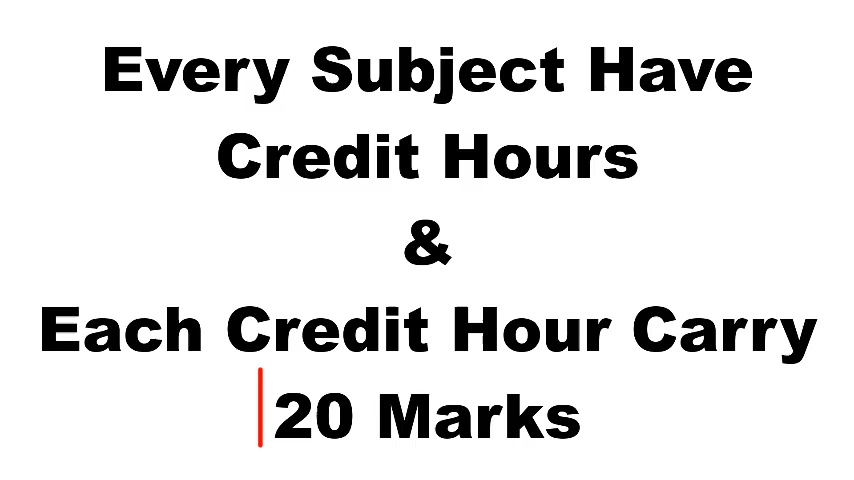 Every Subject Have
Credit Hours
&
Each Credit Hour Carry
20 Marks